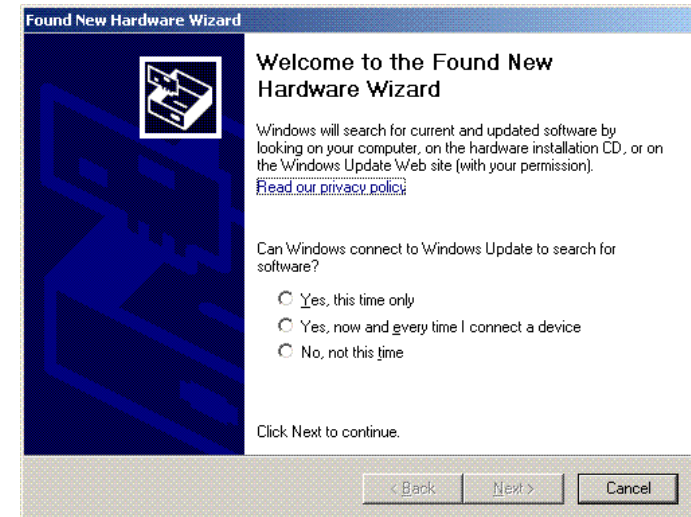 Found New Hardware Wizard
Welcome to the Found New
Hardware Wizard
Windows will search for current and updated software by
looking on your computer, on the hardware installation CD, or on
the Windows Update Web site (with your permission).
Read our privacy policy
Can Windows connect to Windows Update to search for
software?
Yes, this time only
Yes, now and every time I connect a device
No, not this time
Click Next to continue.
< Back Next > Cancel